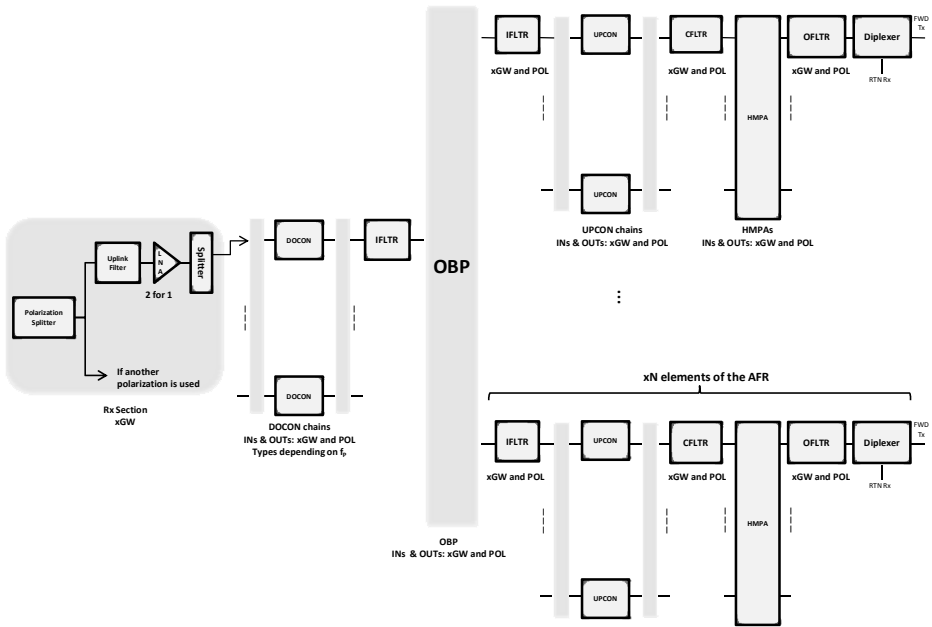 Polarization
Splitter
Uplink
Filter
L
N
A
2 for 1
Splitter
If another
polarization is used
Rx Section
xGW
DOCON
DOCON
DOCON chains
INs & OUTs: xGW and POL
Types depending on fp
IFLTR
OBP
OBP
INs & OUTs: xGW and POL
IFLTR
xGW and POL
UPCON
UPCON
UPCON chains
INs & OUTs: xGW and POL
CFLTR
xGW and POL
HMPA
HMPAs
INs & OUTs: xGW and POL
OFLTR
xGW and POL
Diplexer
FWD
Tx
RTN Rx
xN elements of the AFR
IFLTR
xGW and POL
UPCON
UPCON
CFLTR
xGW and POL
HMPA
OFLTR
xGW and POL
Diplexer
FWD
Tx
RTN Rx